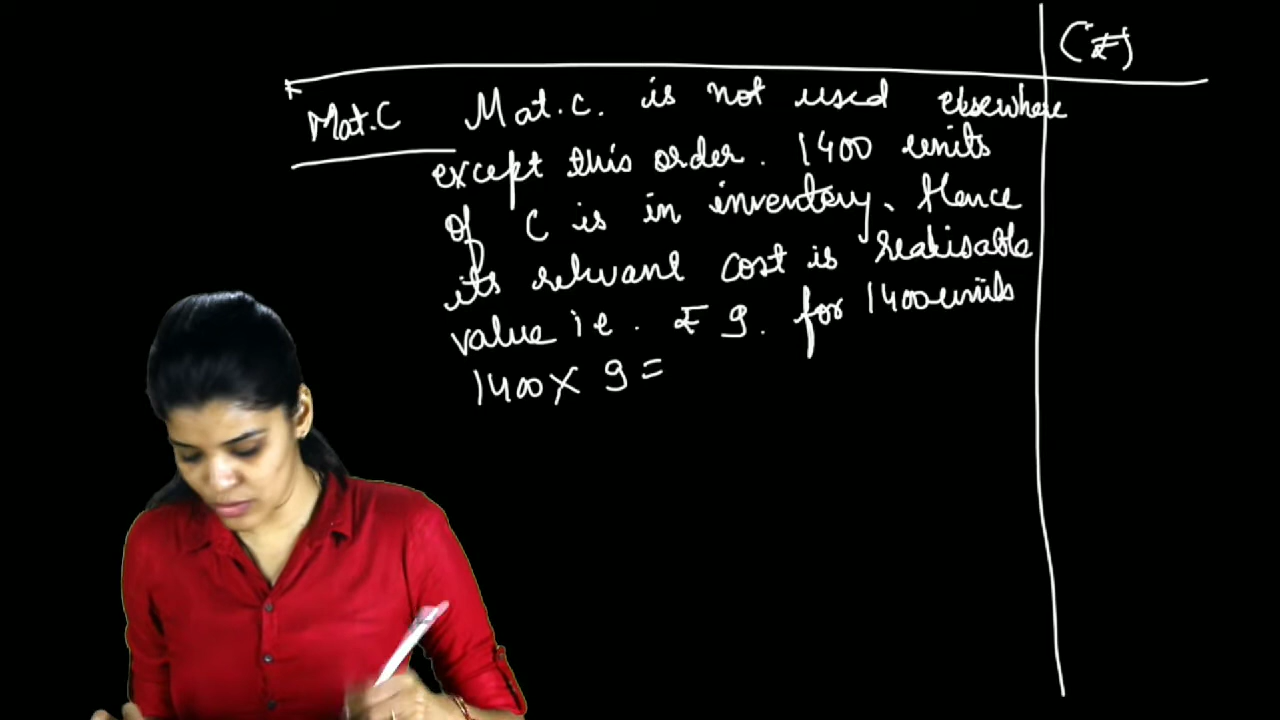 (₹)
Mat.C Mat.c. is not used elsewhere
except this order. 1400 units
of C is in inventory. Hence
its relevant cost is realisable
value ie. ₹ 9. for 1400 units
1400 X 9 =